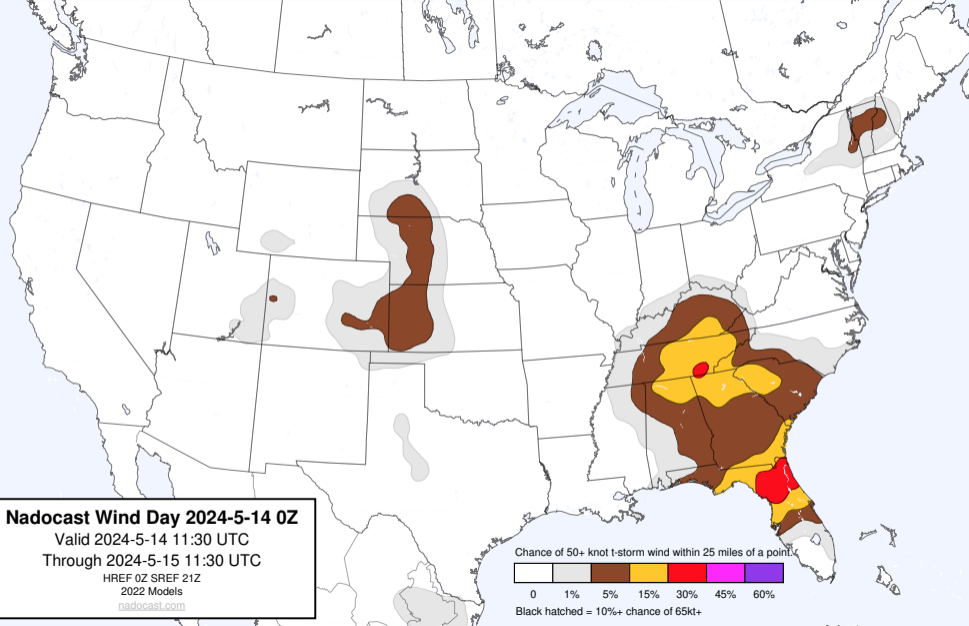 Nadocast Wind Day 2024-5-14 0Z
Valid 2024-5-14 11:30 UTC
Through 2024-5-15 11:30 UTC
HREF 0Z SREF 21Z
2022 Models
nadocast.com
Chance of 50+ knot t-storm wind within 25 miles of a point.
0 1% 5% 15% 30% 45% 60%
Black hatched = 10%+ chance of 65kt+